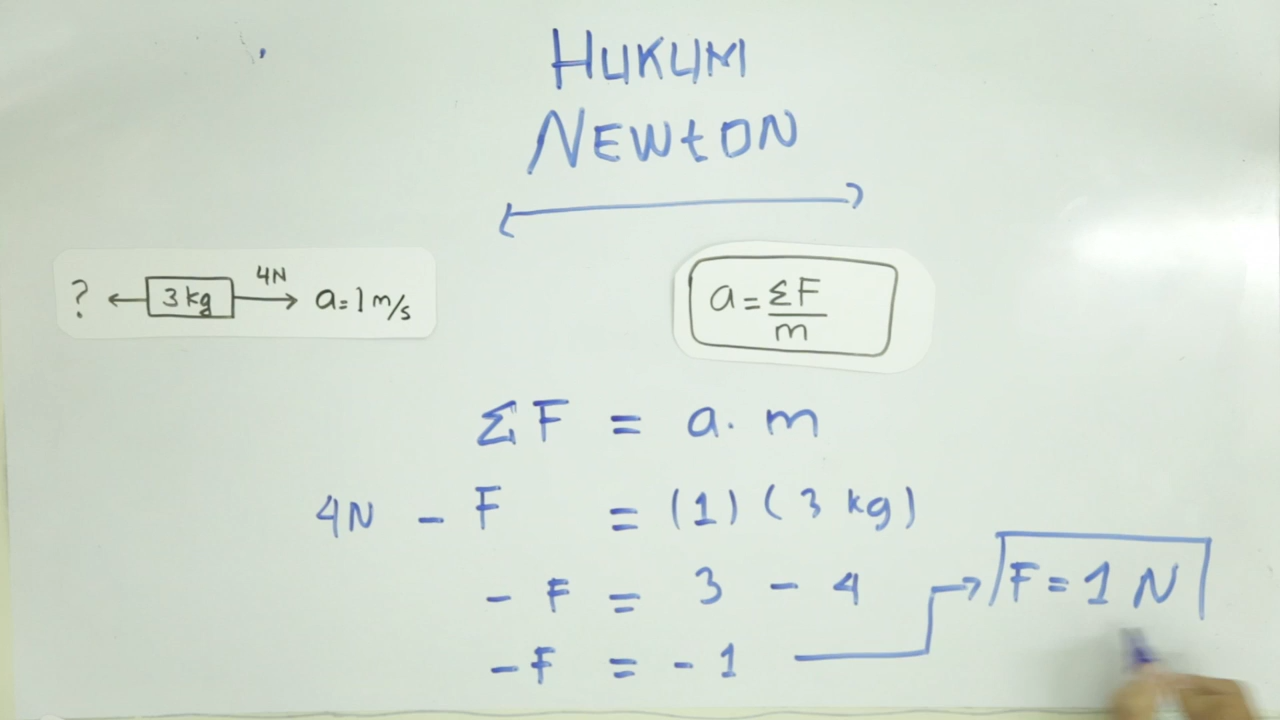 HUKUM
NEWtON
? ← 3 kg → 4N a=1 m/s
a = ΣF/m
ΣF = a. m
4N - F = (1) (3 kg)
- F = 3 - 4
-F = - 1 → F = 1 N